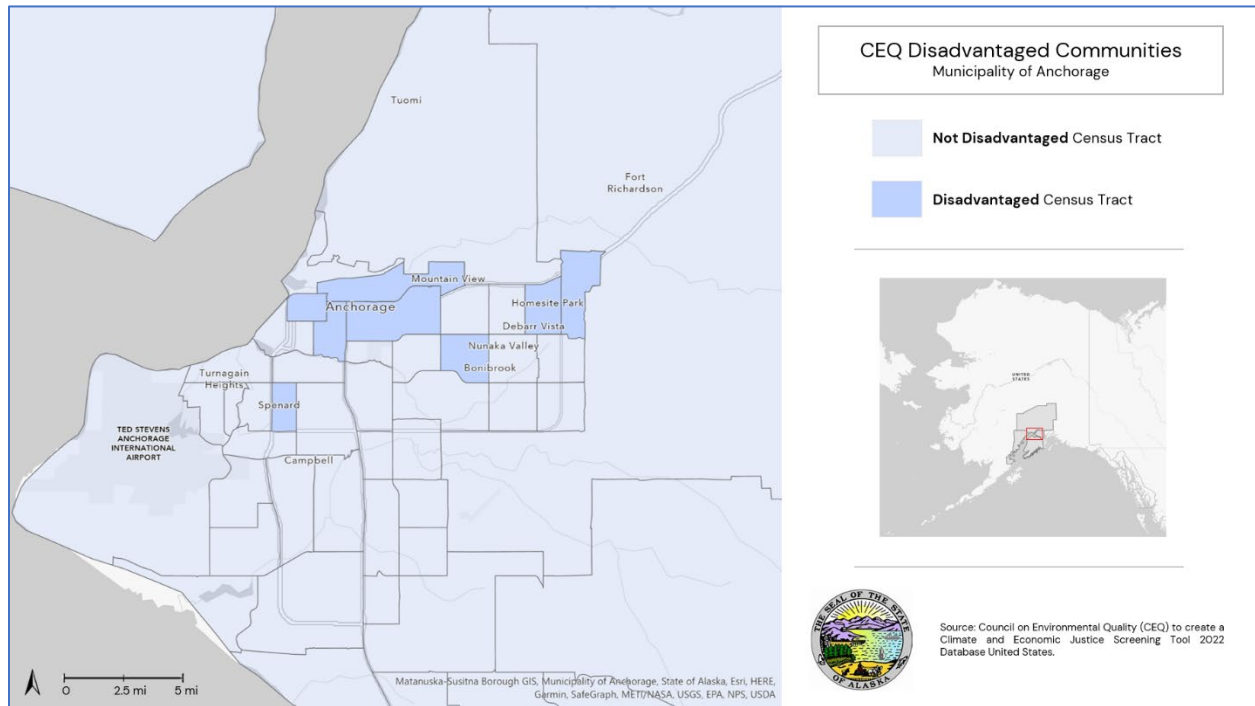 CEQ Disadvantaged Communities
Municipality of Anchorage
Not Disadvantaged Census Tract
Disadvantaged Census Tract
Tuomi
Fort
Richardson
Mountain View
Anchorage
Homesite Park
Debarr Vista
Nunaka Valley
Bonibrook
Turnagain
Heights
Spenard
TED STEVENS
ANCHORAGE
INTERNATIONAL
AIRPORT
Campbell
UNITED
STATES
0 2.5 mi 5 mi
Matanuska-Susitna Borough GIS, Municipality of Anchorage, State of Alaska, Esri, HERE,
Garmin, SafeGraph, METI/NASA, USGS, EPA, NPS, USDA
THE SEAL OF THE STATE
OF ALASKA
Source: Council on Environmental Quality (CEQ) to create a
Climate and Economic Justice Screening Tool 2022
Database United States.